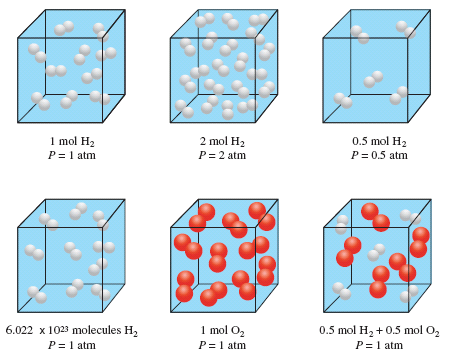 1 mol H₂
P = 1 atm
2 mol H₂
P = 2 atm
0.5 mol H₂
P = 0.5 atm
6.022 x 10²³ molecules H₂
P = 1 atm
1 mol O₂
P = 1 atm
0.5 mol H₂ + 0.5 mol O₂
P = 1 atm